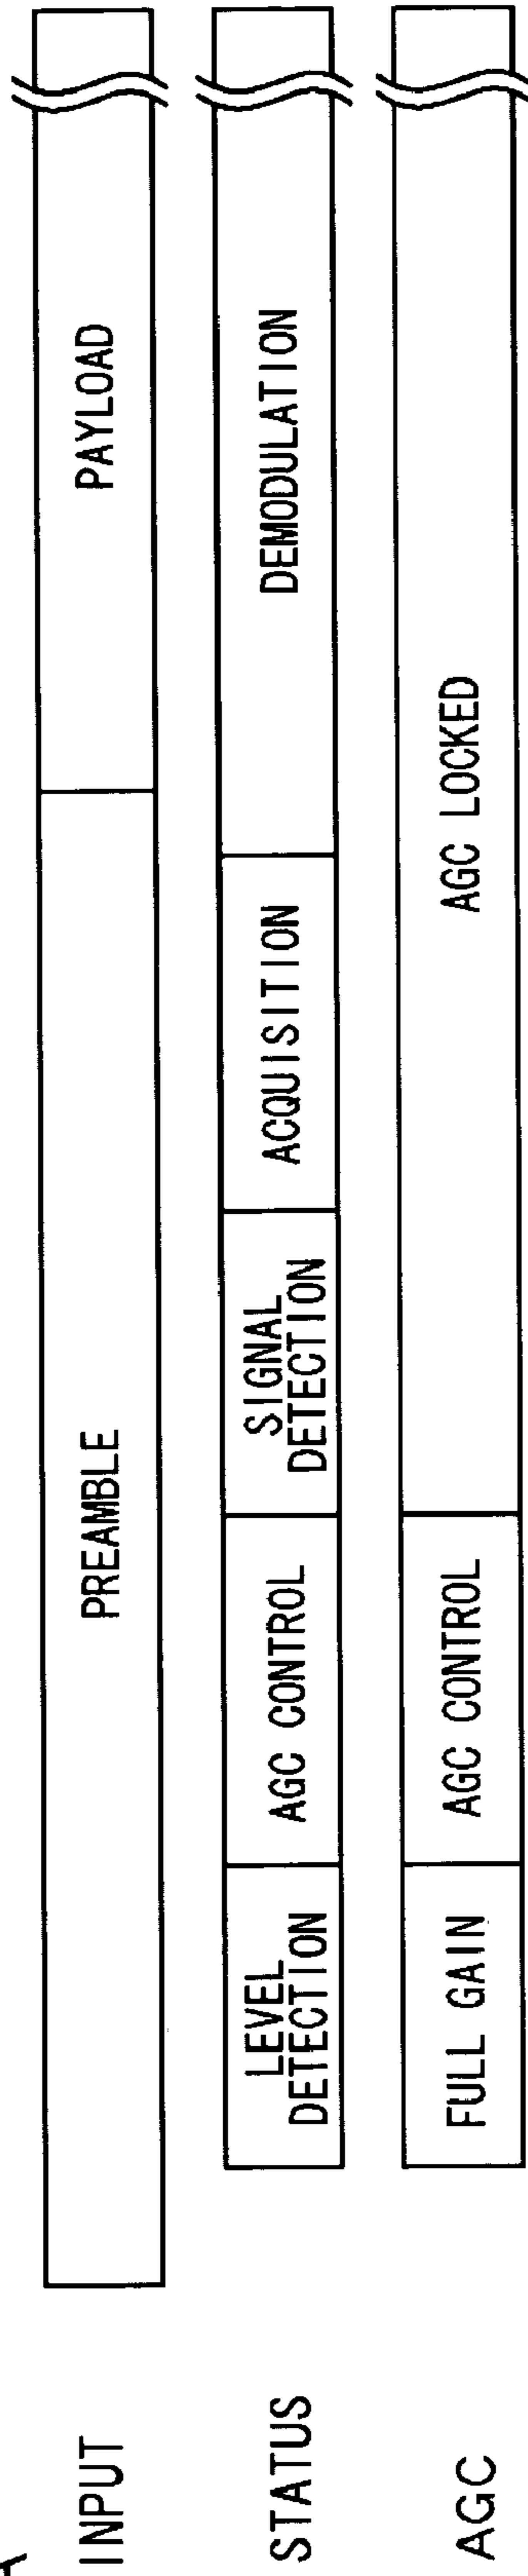 INPUT
PREAMBLE
PAYLOAD
STATUS
LEVEL
DETECTION
AGC CONTROL
SIGNAL
DETECTION
ACQUISITION
DEMODULATION
AGC
FULL GAIN
AGC CONTROL
AGC LOCKED